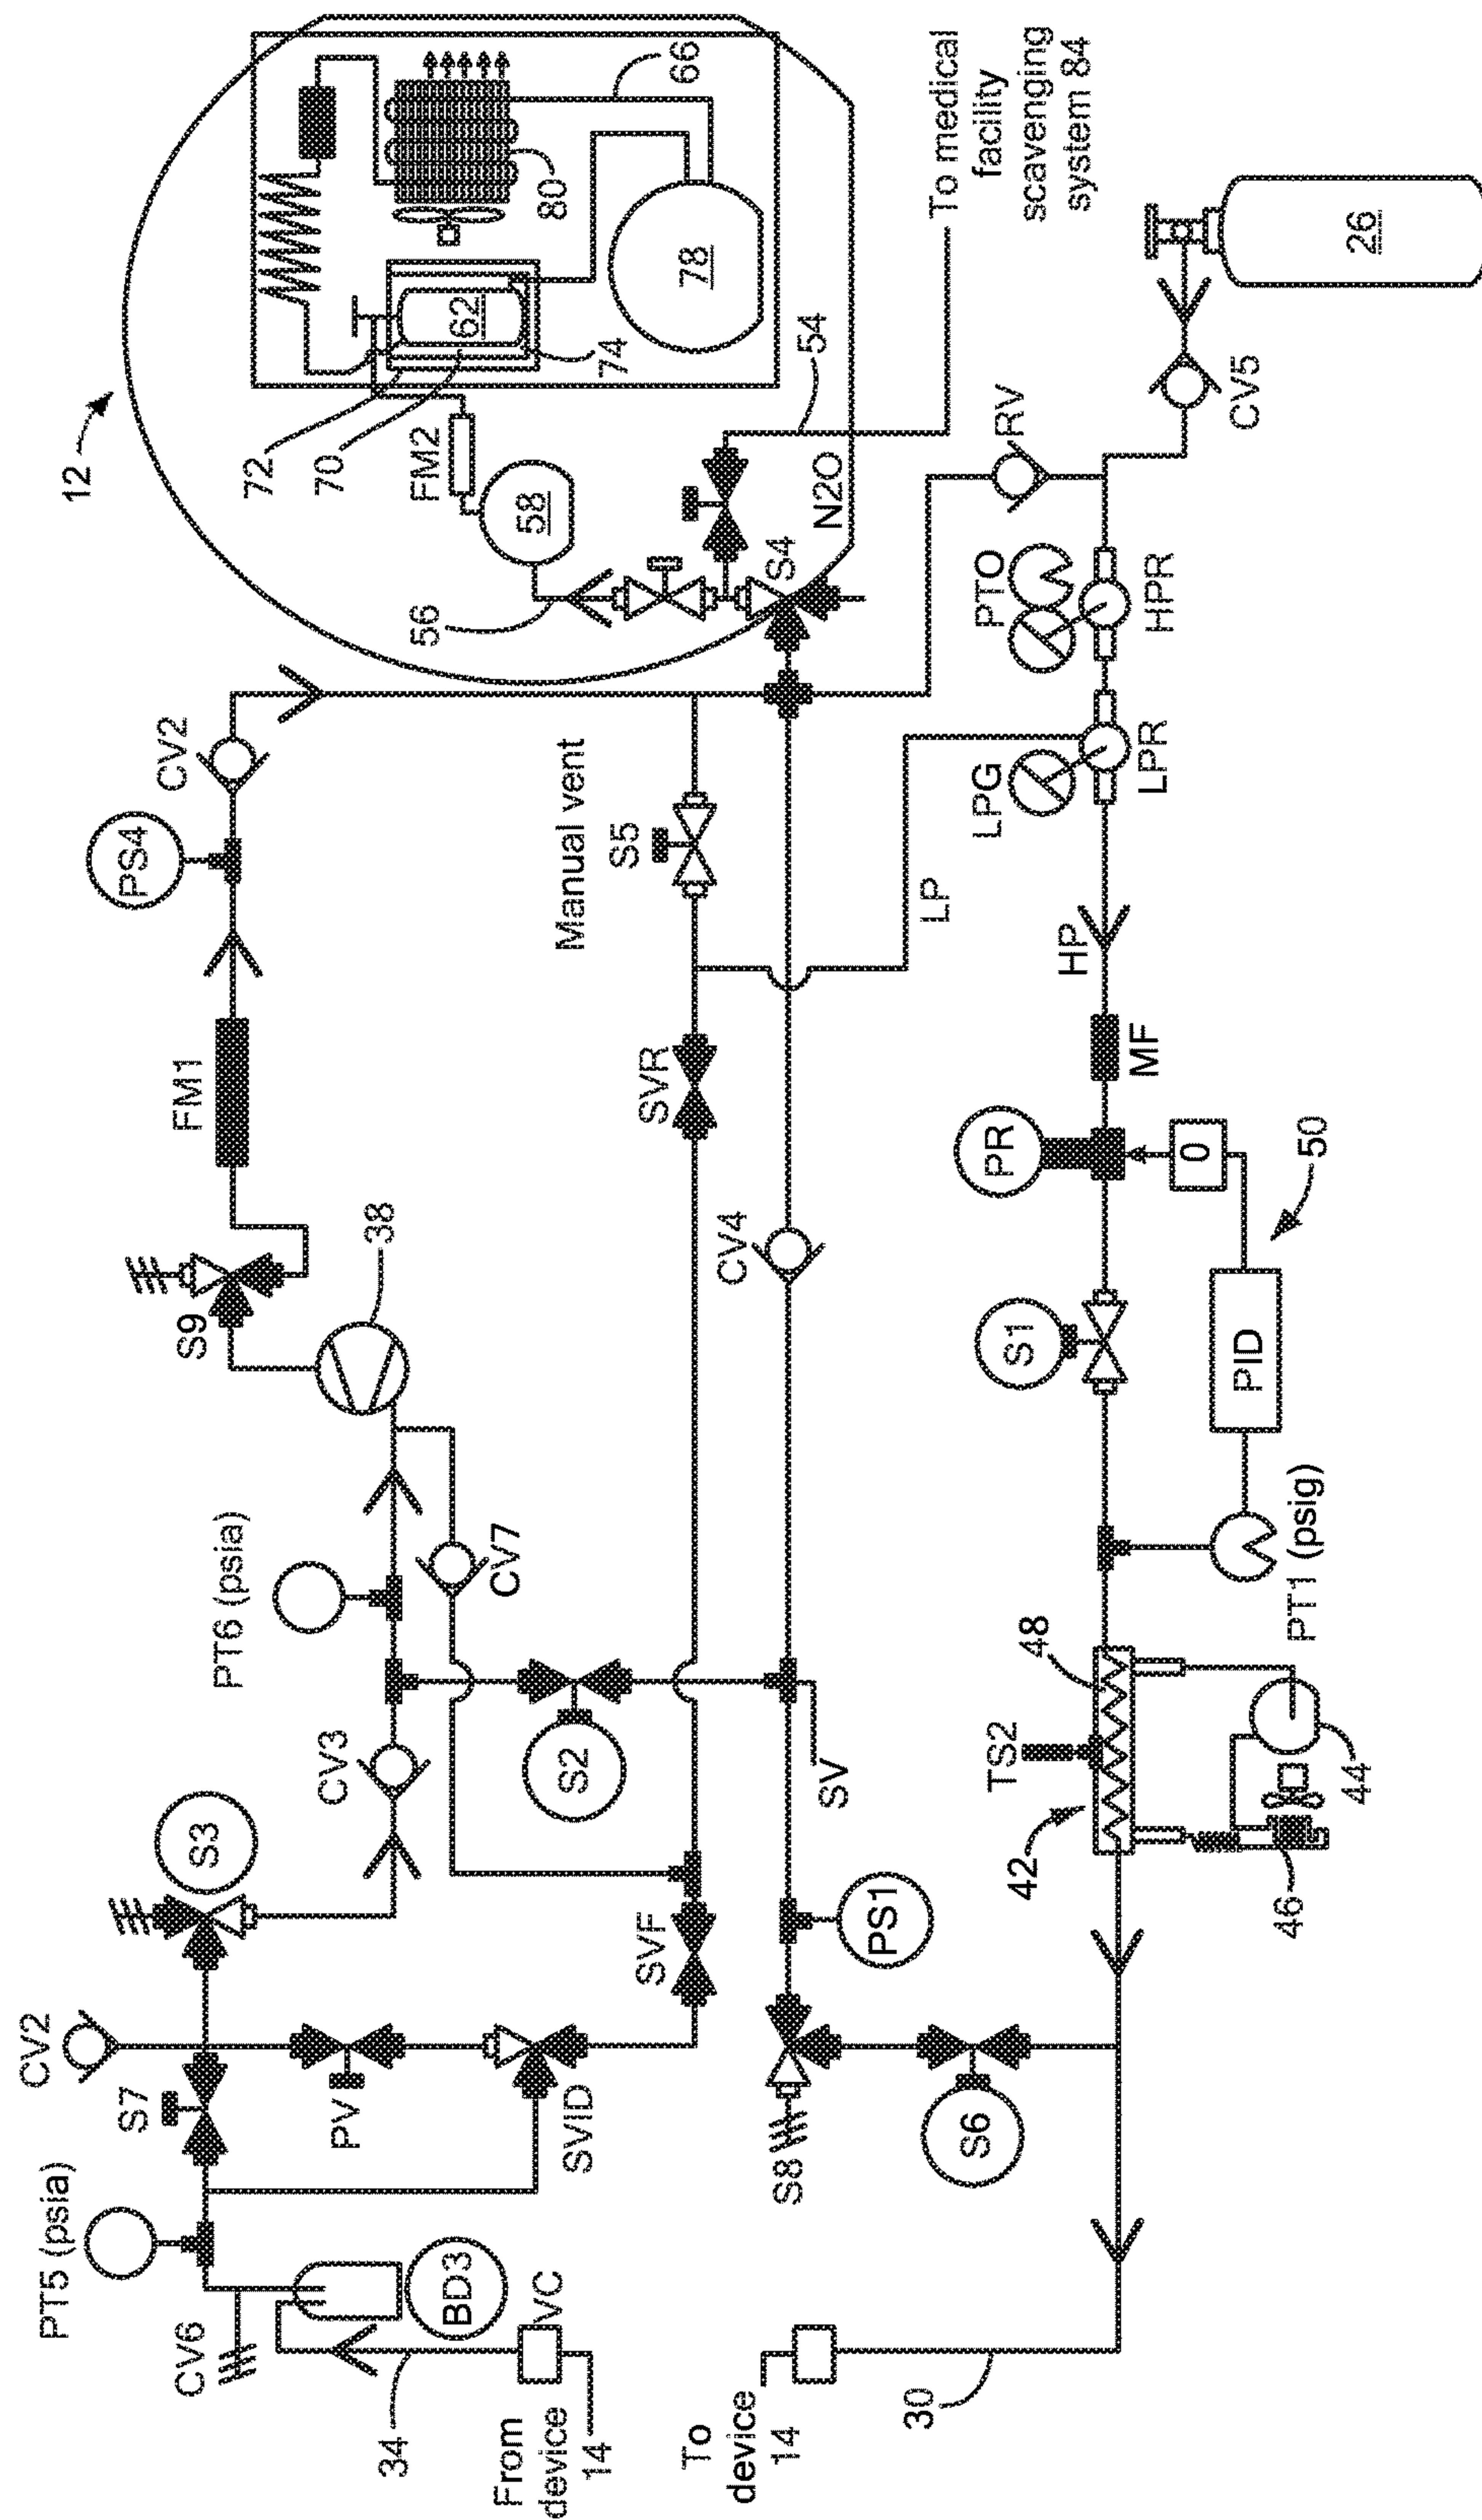 12
CV2
PT5 (psia)
PS4
S7
S3
CV2
CV6
S9
FM1
PT6 (psia)
72
70
CV3
PV
38
34
FM2
66
56
62
BD3
CV7
58
80
From
device
14
VC
SVID
S2
Manual vent
74
78
S5
SVF
SVR
To
device
14
CV4
S4
54
S8
SV
N2O
PS1
LP
To medical
facility
scavenging
system 84
30
S6
TS2
S1
PR
LPG
PTO
RV
42
48
HP
MF
LPR
HPR
0
CV5
46
44
PT1 (psig)
PID
50
26